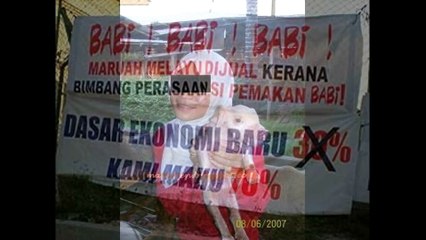 BABI ! BABI ! BABI !
MARUAH MELAYU DIJUAL KERANA
BIMBANG PERASAAN SI PEMAKAN BABI!
DASAR EKONOMI BARU 30%
KAMI MAHU 70%
08/06/2007